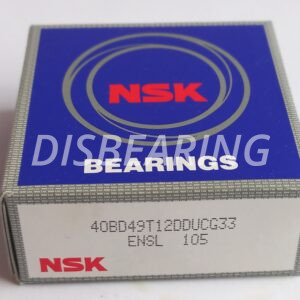 NSK
DISBEARING
BEARINGS
40BD49T12DDUCG33
ENSL 105
NSK